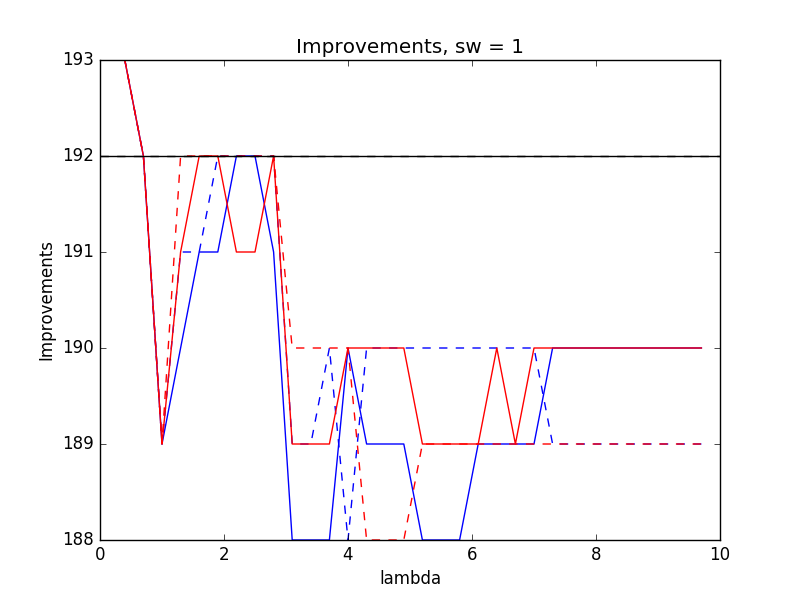 Improvements, sw = 1
193
192
191
190
189
188
Improvements
0 2 4 6 8 10
lambda